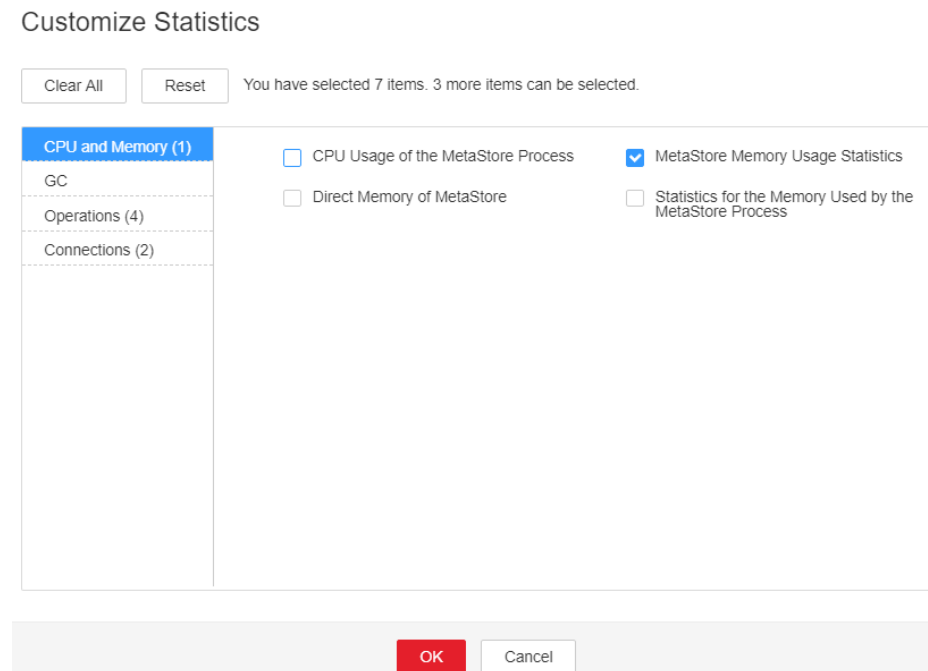 Customize Statistics
Clear All
Reset
You have selected 7 items. 3 more items can be selected.
CPU and Memory (1)
GC
Operations (4)
Connections (2)
CPU Usage of the MetaStore Process
MetaStore Memory Usage Statistics
Direct Memory of MetaStore
Statistics for the Memory Used by the
MetaStore Process
OK
Cancel